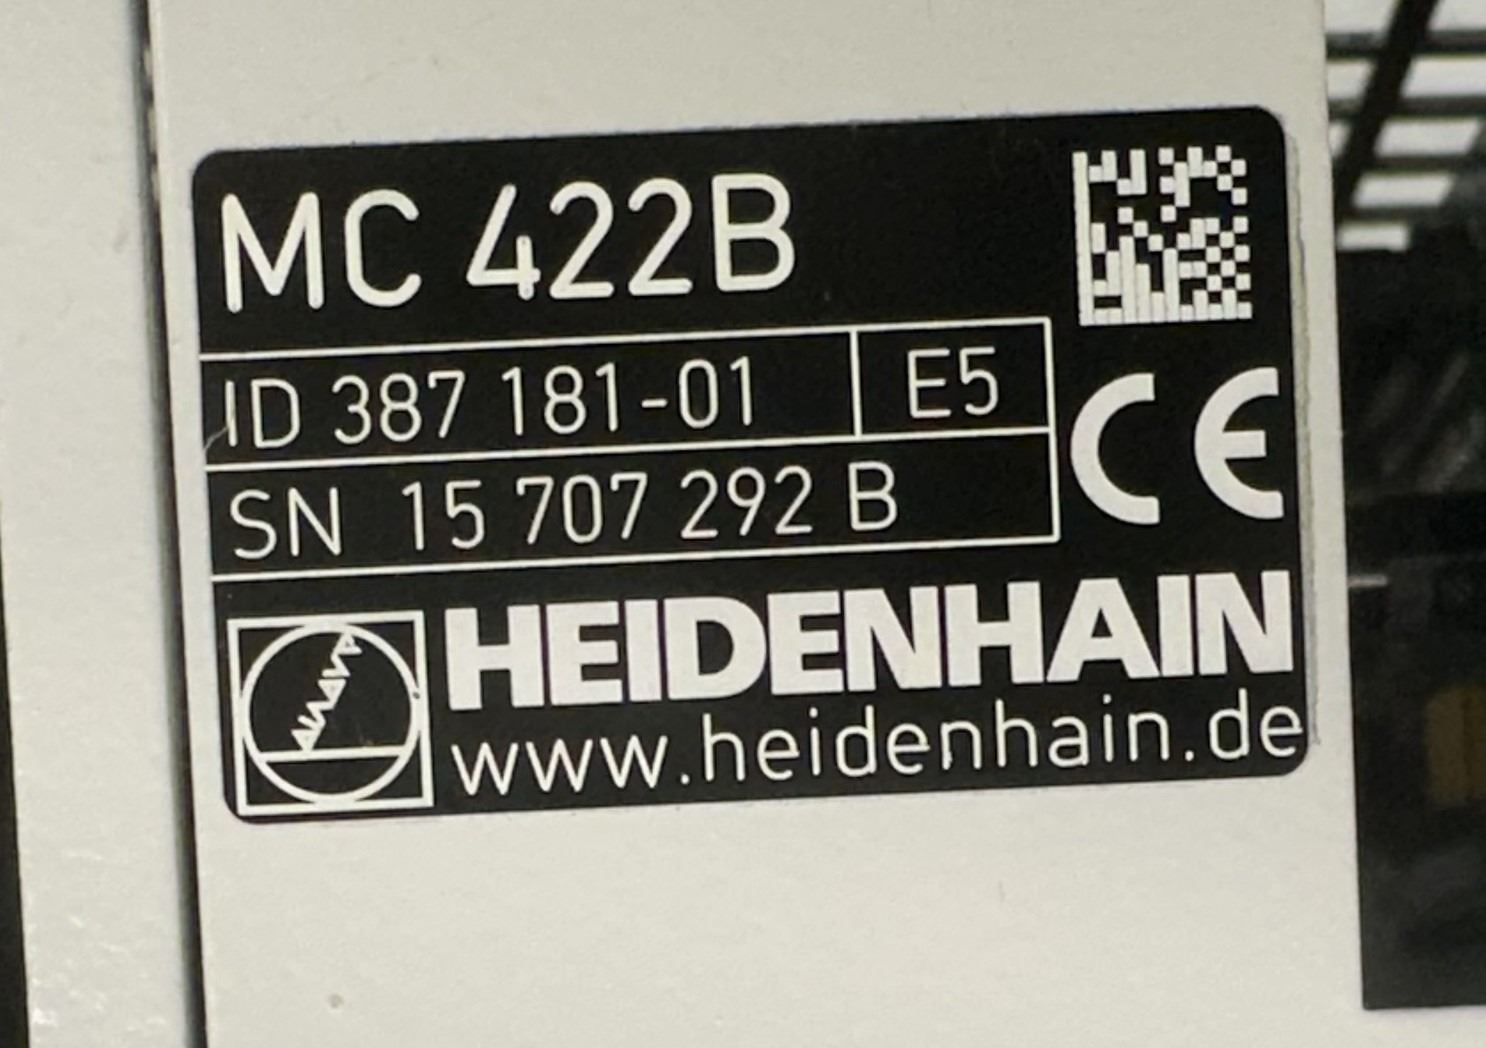 MC 422B
ID 387 181-01 E5
SN 15 707 292 B
CE
HEIDENHAIN
www.heidenhain.de